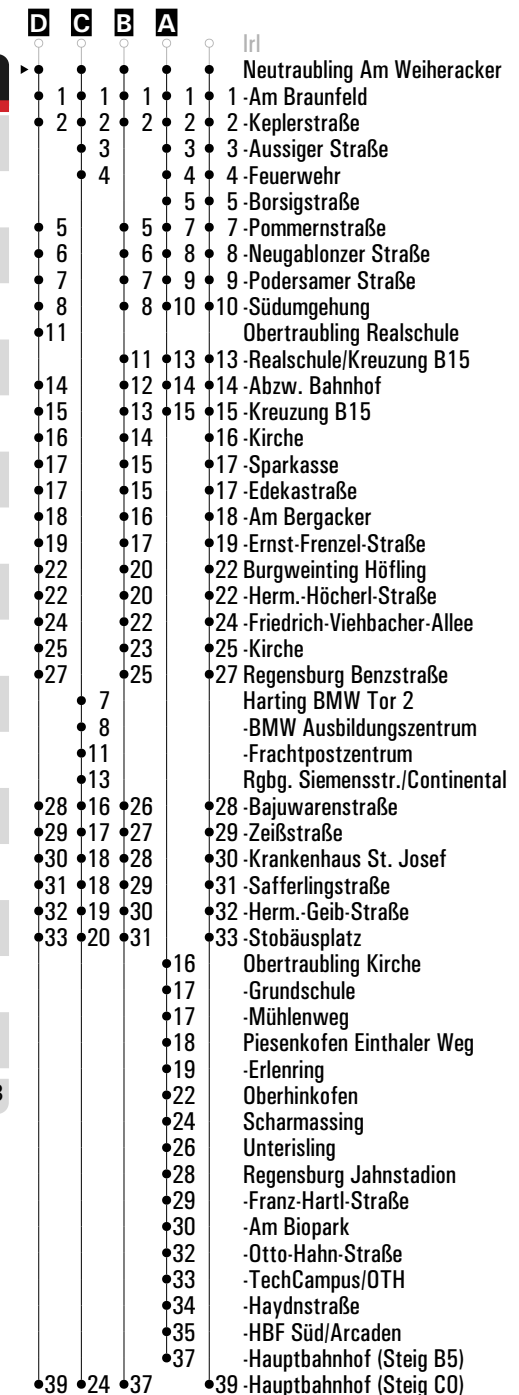 D C B A
Irl
Neutraubling Am Weiheracker
1 1 1 1 1 -Am Braunfeld
2 2 2 2 2 -Keplerstraße
3 3 3 -Aussiger Straße
4 4 4 -Feuerwehr
5 5 -Borsigstraße
5 5 7 7 -Pommernstraße
6 6 8 8 -Neugablonzer Straße
7 7 9 9 -Podersamer Straße
8 8 10 10 -Südumgehung
11 Obertraubling Realschule
11 13 13 -Realschule/Kreuzung B15
14 12 14 14 -Abzw. Bahnhof
15 13 15 15 -Kreuzung B15
16 14 16 -Kirche
17 15 17 -Sparkasse
17 15 17 -Edekastraße
18 16 18 -Am Bergacker
19 17 19 -Ernst-Frenzel-Straße
22 20 22 Burgweinting Höfling
22 20 22 -Herm.-Höcherl-Straße
24 22 24 -Friedrich-Viehbacher-Allee
25 23 25 -Kirche
27 25 27 Regensburg Benzstraße
7 Harting BMW Tor 2
8 -BMW Ausbildungszentrum
11 -Frachtpostzentrum
13 Rgbg. Siemensstr./Continental
28 16 26 28 -Bajuwarenstraße
29 17 27 29 -Zeißstraße
30 18 28 30 -Krankenhaus St. Josef
31 18 29 31 -Safferlingstraße
32 19 30 32 -Herm.-Geib-Straße
33 20 31 33 -Stobäusplatz
16 Obertraubling Kirche
17 -Grundschule
17 -Mühlenweg
18 Piesenkofen Einthaler Weg
19 -Erlenring
22 Oberhinkofen
24 Scharmassing
26 Unterisling
28 Regensburg Jahnstadion
29 -Franz-Hartl-Straße
30 -Am Biopark
32 -Otto-Hahn-Straße
33 -TechCampus/OTH
34 -Haydnstraße
35 -HBF Süd/Arcaden
37 -Hauptbahnhof (Steig B5)
39 24 37 39 -Hauptbahnhof (Steig C0)